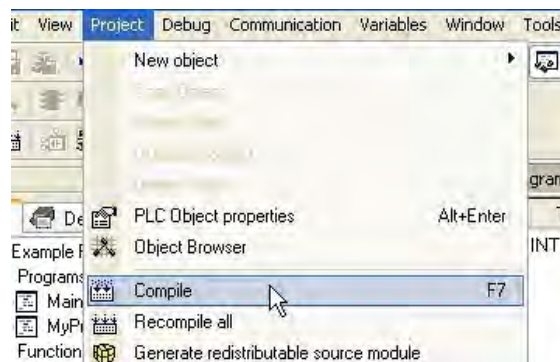 it View Project Debug Communication Variables Window Tools
New object
gran
De
PLC Object properties Alt+Enter
Example F
Object Browser
INT
Programs
Compile F7
Main
Recompile all
MyPr
Function
Generate redistributable source module